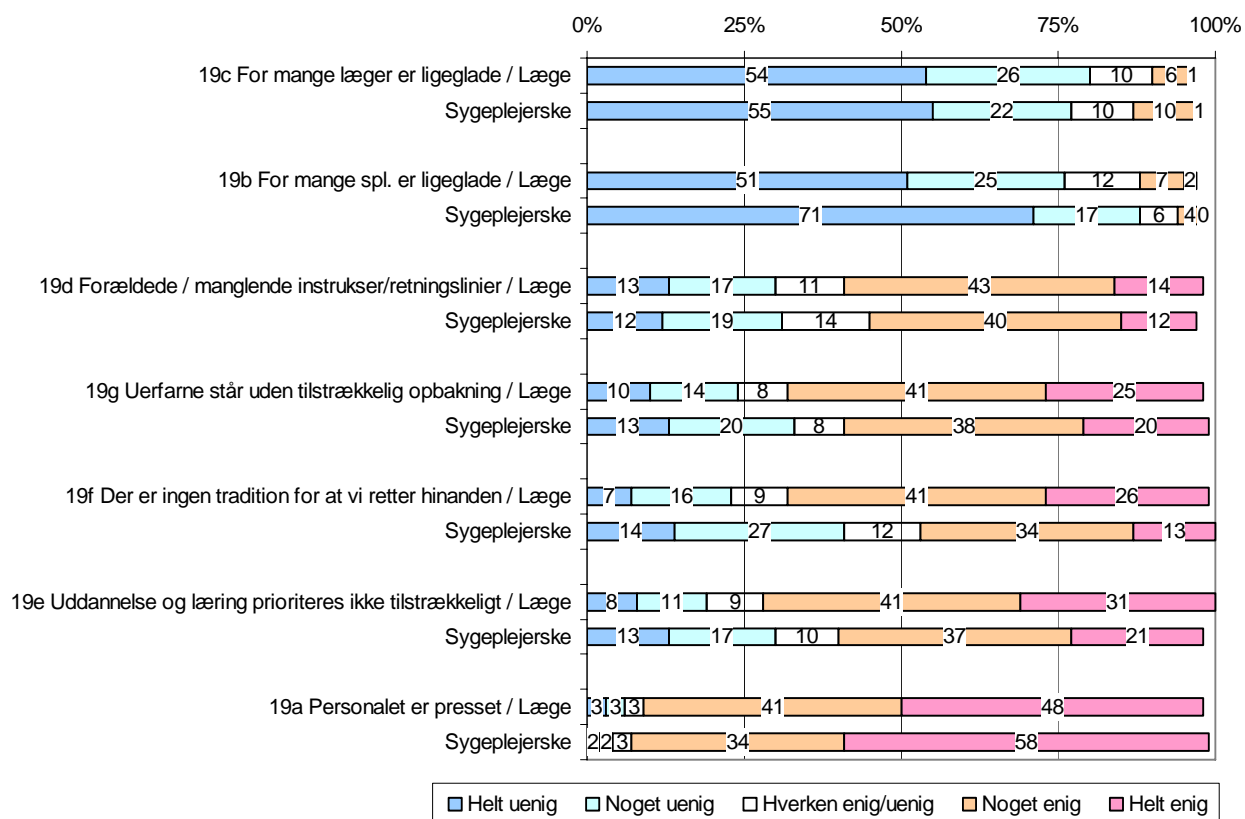 0% 25% 50% 75% 100%
19c For mange læger er ligeglade / Læge 54 26 10 6 1
Sygeplejerske 55 22 10 10 1
19b For mange spl. er ligeglade / Læge 51 25 12 7 2
Sygeplejerske 71 17 6 4 0
19d Forældede / manglende instrukser/retningslinier / Læge 13 17 11 43 14
Sygeplejerske 12 19 14 40 12
19g Uerfarne står uden tilstrækkelig opbakning / Læge 10 14 8 41 25
Sygeplejerske 13 20 8 38 20
19f Der er ingen tradition for at vi retter hinanden / Læge 7 16 9 41 26
Sygeplejerske 14 27 12 34 13
19e Uddannelse og læring prioriteres ikke tilstrækkeligt / Læge 8 11 9 41 31
Sygeplejerske 13 17 10 37 21
19a Personalet er presset / Læge 3 3 3 41 48
Sygeplejerske 2 2 3 34 58
Helt uenig Noget uenig Hverken enig/uenig Noget enig Helt enig